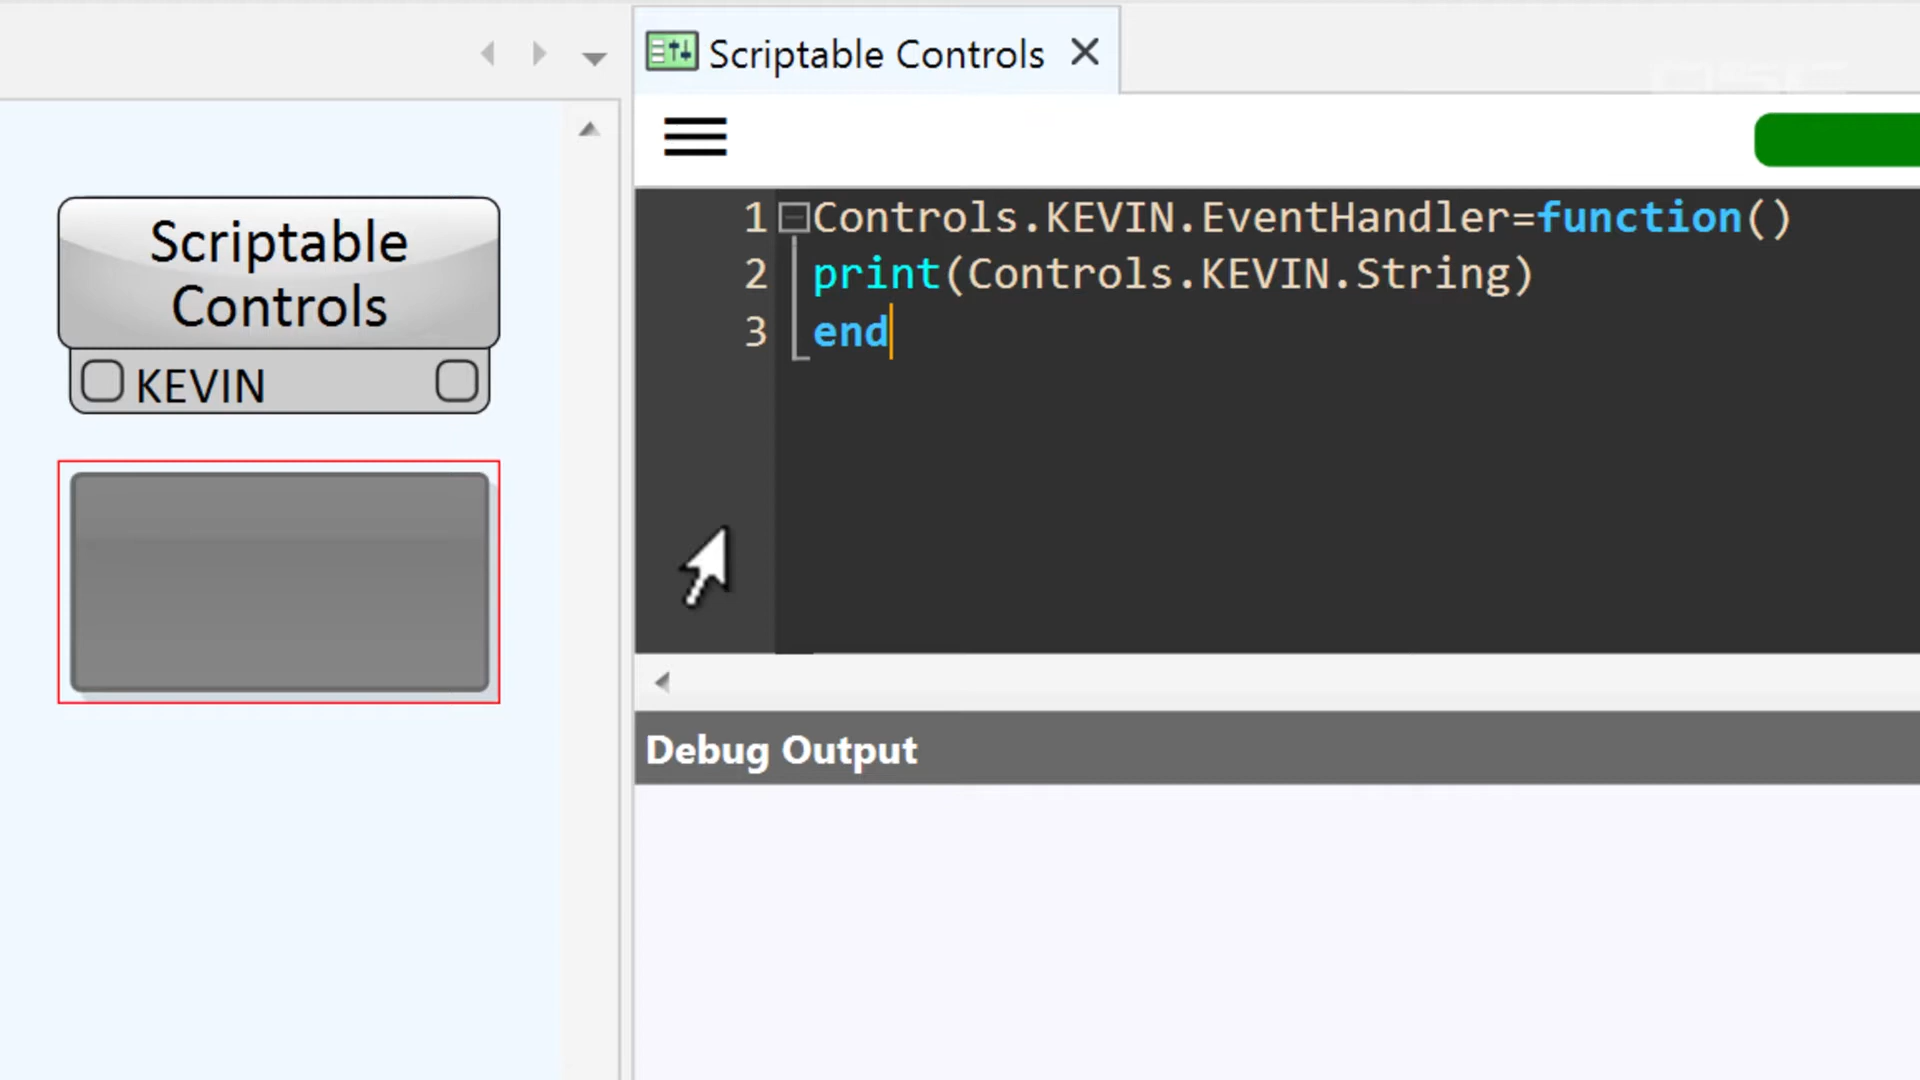 Scriptable Controls
Scriptable
Controls
KEVIN
1 Controls.KEVIN.EventHandler=function()
2 print(Controls.KEVIN.String)
3 end
Debug Output
QSC